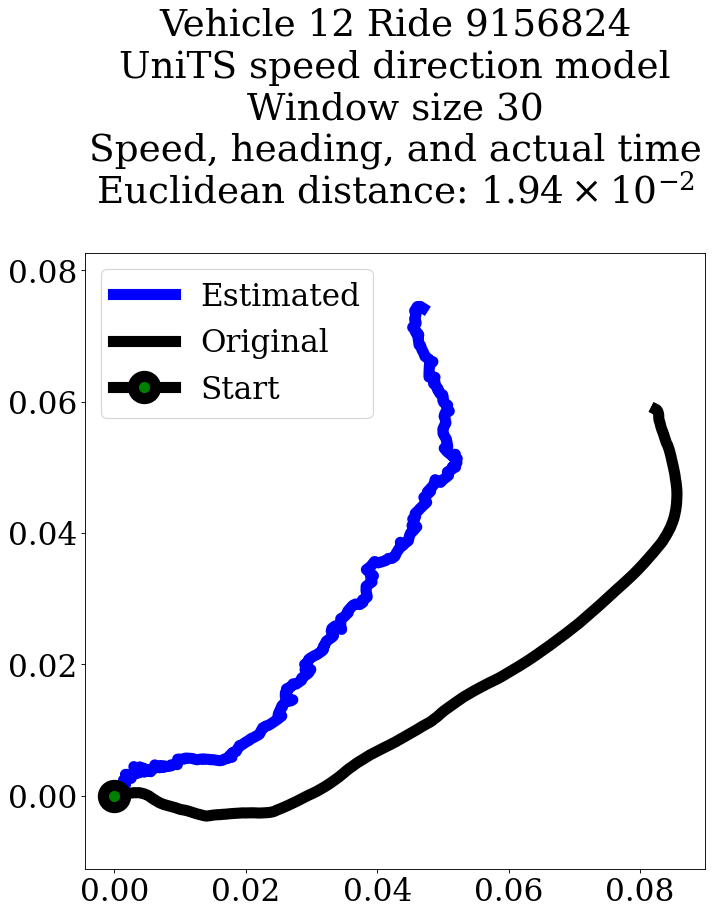 Vehicle 12 Ride 9156824
UniTS speed direction model
Window size 30
Speed, heading, and actual time
Euclidean distance: 1.94 × 10⁻²
0.08
0.06
0.04
0.02
0.00
Estimated
Original
Start
0.00 0.02 0.04 0.06 0.08